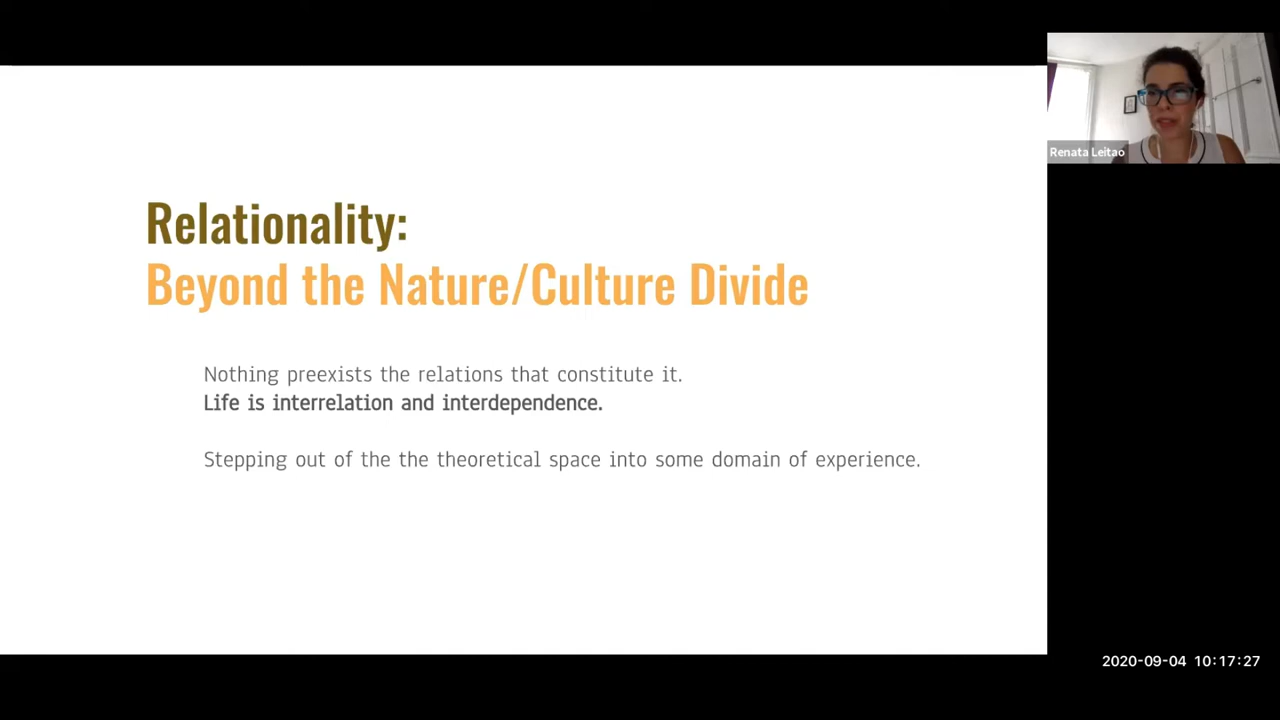 Renata Leitao
Relationality:
Beyond the Nature/Culture Divide
Nothing preexists the relations that constitute it.
Life is interrelation and interdependence.
Stepping out of the the theoretical space into some domain of experience.
2020-09-04 10:17:27